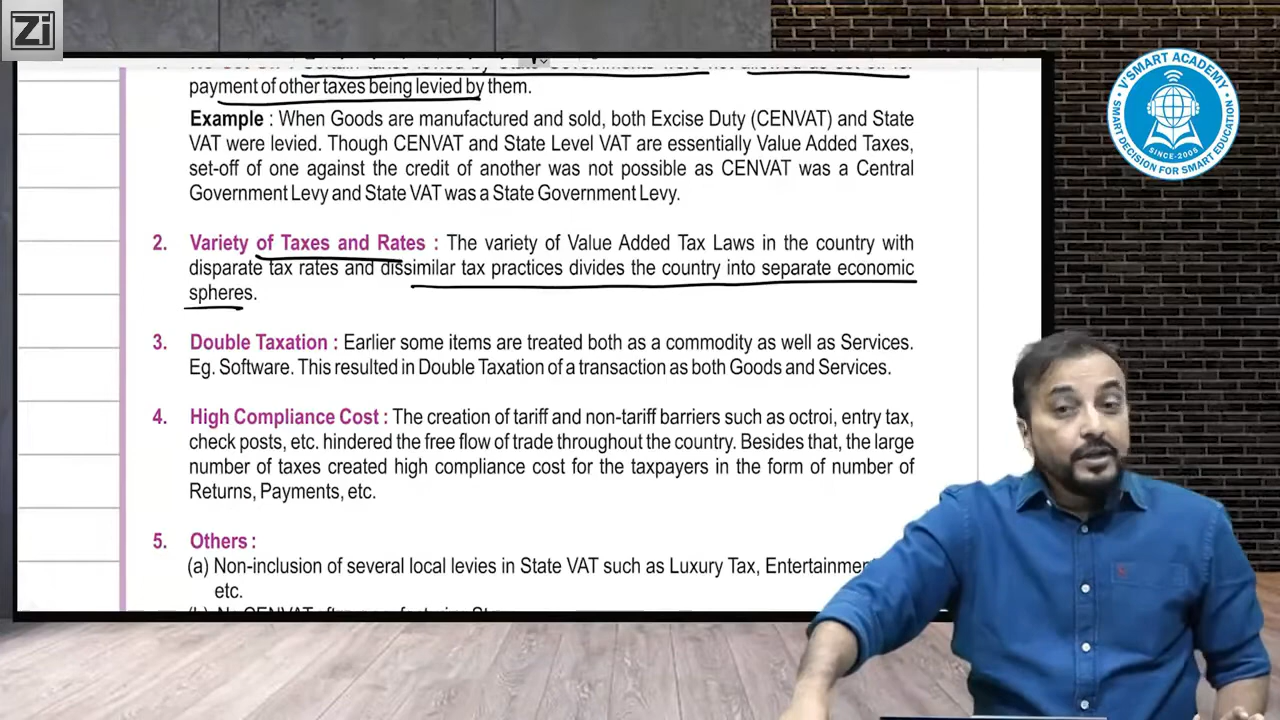 Zi
V'SMART ACADEMY
SINCE-2005
SMART DECISION FOR SMART EDUCATION
payment of other taxes being levied by them.
Example : When Goods are manufactured and sold, both Excise Duty (CENVAT) and State
VAT were levied. Though CENVAT and State Level VAT are essentially Value Added Taxes,
set-off of one against the credit of another was not possible as CENVAT was a Central
Government Levy and State VAT was a State Government Levy.
2. Variety of Taxes and Rates : The variety of Value Added Tax Laws in the country with
disparate tax rates and dissimilar tax practices divides the country into separate economic
spheres.
3. Double Taxation : Earlier some items are treated both as a commodity as well as Services.
Eg. Software. This resulted in Double Taxation of a transaction as both Goods and Services.
4. High Compliance Cost : The creation of tariff and non-tariff barriers such as octroi, entry tax,
check posts, etc. hindered the free flow of trade throughout the country. Besides that, the large
number of taxes created high compliance cost for the taxpayers in the form of number of
Returns, Payments, etc.
5. Others :
(a) Non-inclusion of several local levies in State VAT such as Luxury Tax, Entertainmen
etc.